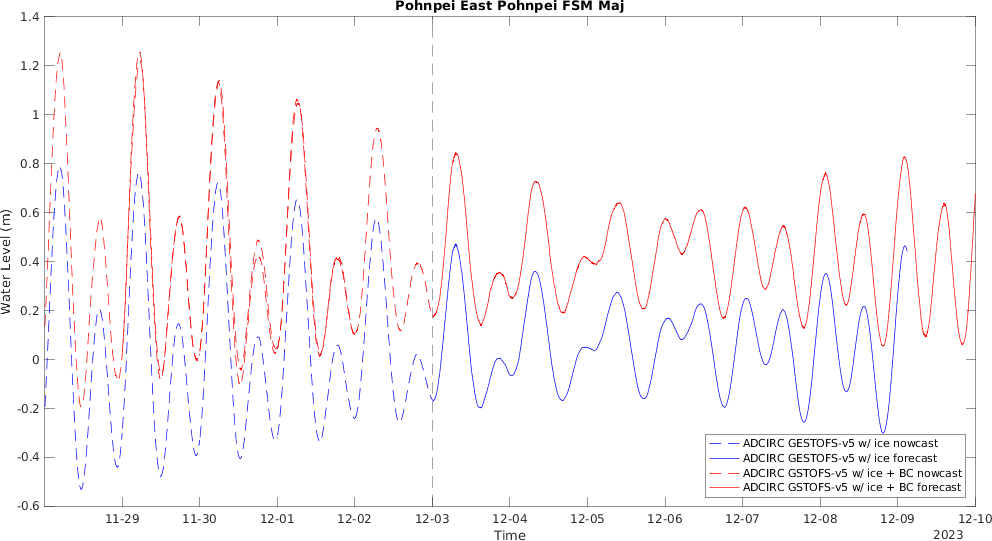 Pohnpei East Pohnpei FSM Maj
Water Level (m)
1.4
1.2
1
0.8
0.6
0.4
0.2
0
-0.2
-0.4
-0.6
ADCIRC GESTOFS-v5 w/ ice nowcast
ADCIRC GESTOFS-v5 w/ ice forecast
ADCIRC GSTOFS-v5 w/ ice + BC nowcast
ADCIRC GSTOFS-v5 w/ ice + BC forecast
11-29 11-30 12-01 12-02 12-03 12-04 12-05 12-06 12-07 12-08 12-09 12-10
Time
2023